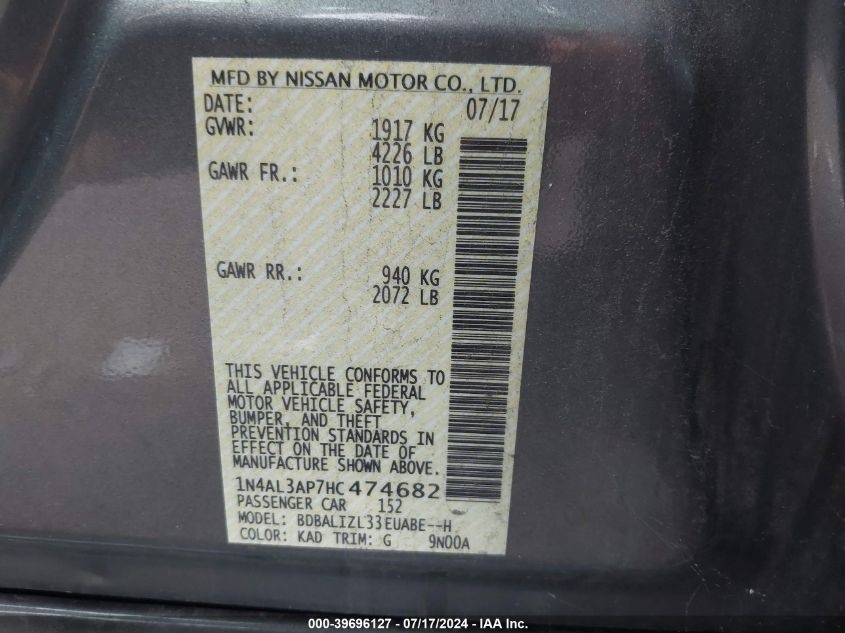 MFD BY NISSAN MOTOR CO., LTD.
DATE: 07/17
GVWR: 1917 KG
4226 LB
GAWR FR.: 1010 KG
2227 LB
GAWR RR.: 940 KG
2072 LB
THIS VEHICLE CONFORMS TO
ALL APPLICABLE FEDERAL
MOTOR VEHICLE SAFETY,
BUMPER, AND THEFT
PREVENTION STANDARDS IN
EFFECT ON THE DATE OF
MANUFACTURE SHOWN ABOVE.
1N4AL3AP7HC474682
PASSENGER CAR 152
MODEL: BDBALIZL33EUABE--H
COLOR: KAD TRIM: G 9N00A
000-39696127 - 07/17/2024 - IAA Inc.